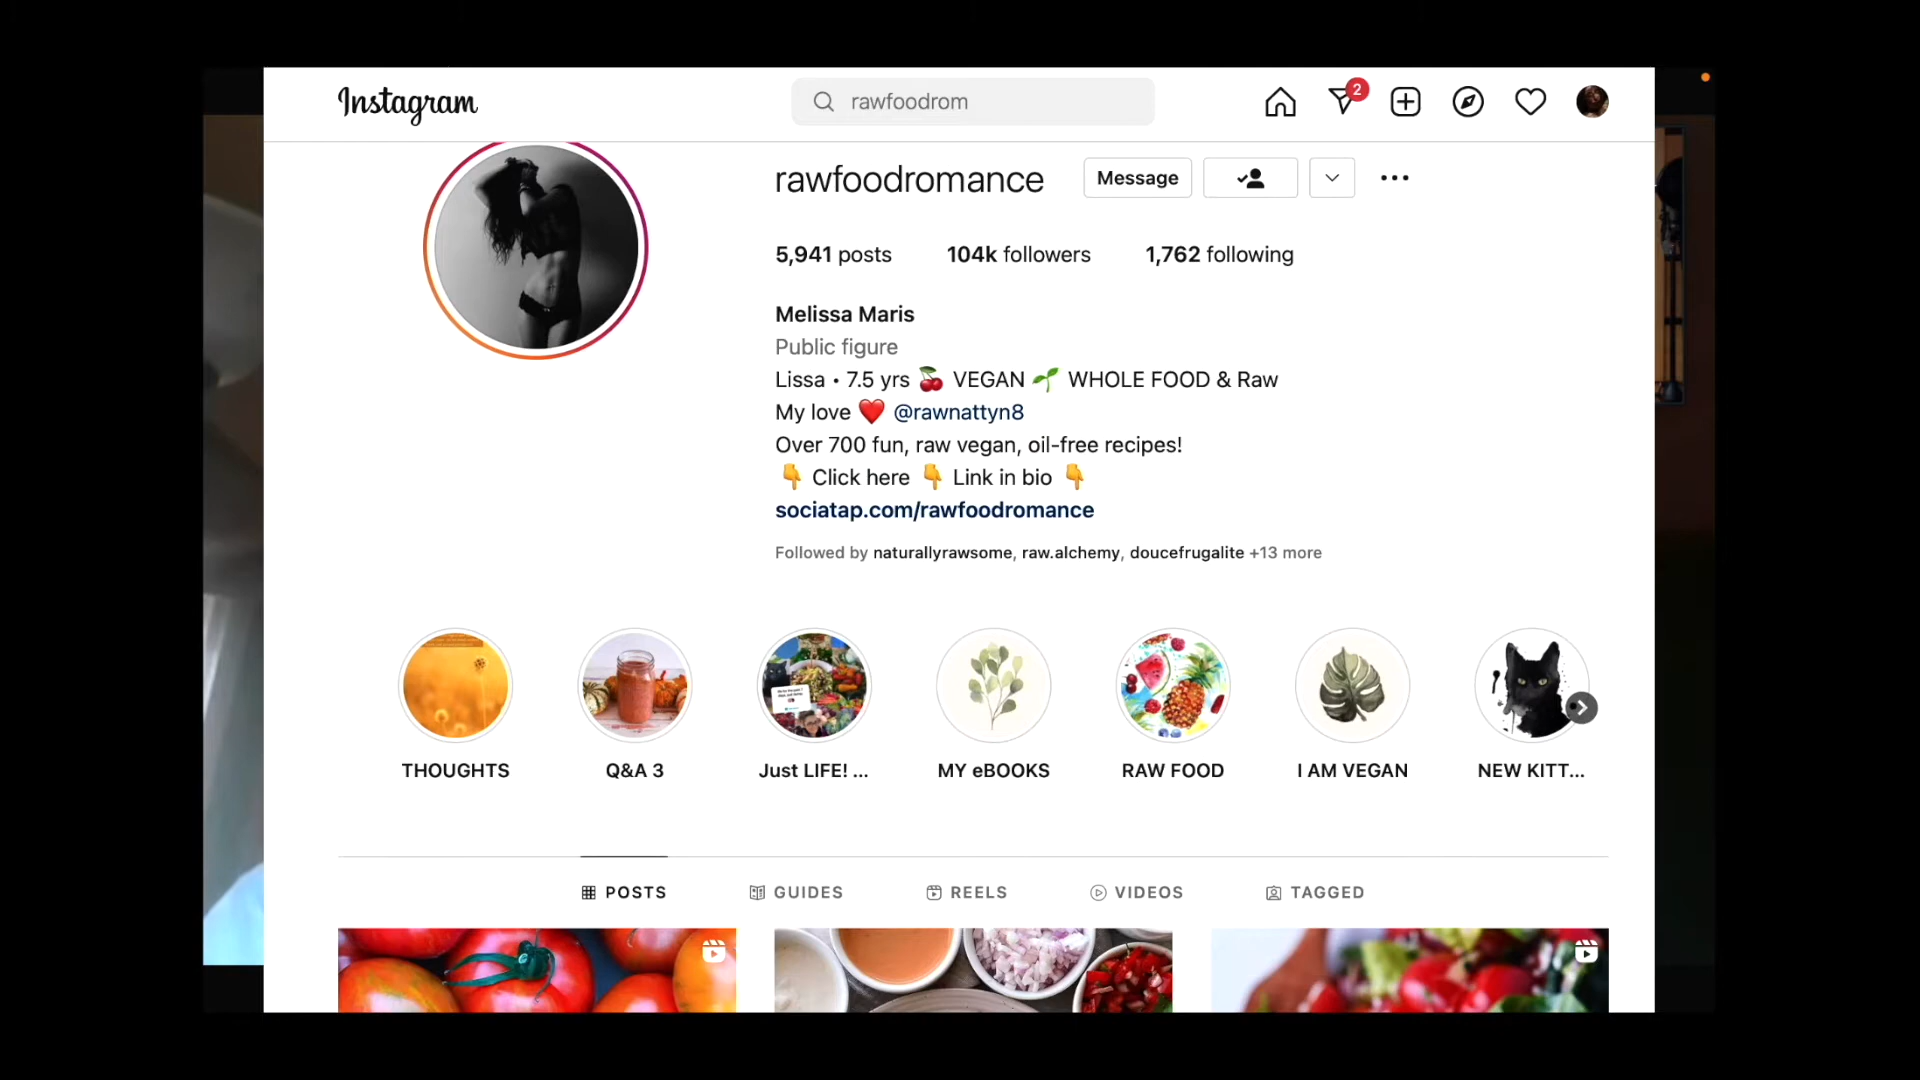 Instagram
rawfoodrom
2
rawfoodromance
Message
5,941 posts 104k followers 1,762 following
Melissa Maris
Public figure
Lissa • 7.5 yrs 🍒 VEGAN 🌱 WHOLE FOOD & Raw
My love ❤️ @rawnattyn8
Over 700 fun, raw vegan, oil-free recipes!
👇 Click here 👇 Link in bio 👇
sociatap.com/rawfoodromance
Followed by naturallyrawsome, raw.alchemy, doucefrugalite +13 more
THOUGHTS Q&A 3 Just LIFE! ... MY eBOOKS RAW FOOD I AM VEGAN NEW KITT...
POSTS GUIDES REELS VIDEOS TAGGED